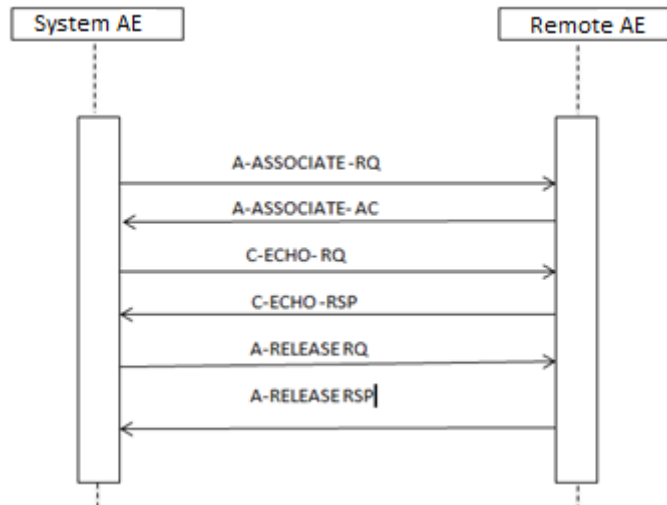 System AE
Remote AE
A-ASSOCIATE-RQ
A-ASSOCIATE- AC
C-ECHO- RQ
C-ECHO-RSP
A-RELEASE RQ
A-RELEASE RSP